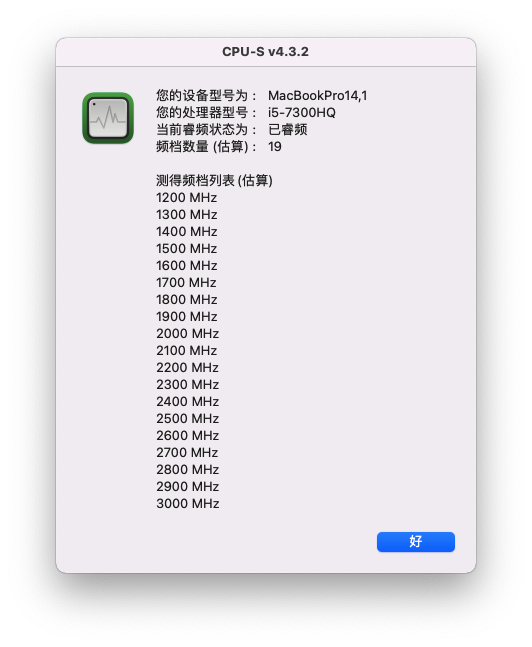 CPU-S v4.3.2
您的设备型号为： MacBookPro14,1
您的处理器型号： i5-7300HQ
当前睿频状态为： 已睿频
频档数量 (估算)： 19
测得频档列表 (估算)
1200 MHz
1300 MHz
1400 MHz
1500 MHz
1600 MHz
1700 MHz
1800 MHz
1900 MHz
2000 MHz
2100 MHz
2200 MHz
2300 MHz
2400 MHz
2500 MHz
2600 MHz
2700 MHz
2800 MHz
2900 MHz
3000 MHz
好